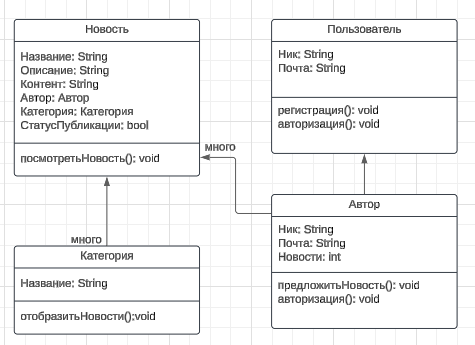 Новость
Название: String
Описание: String
Контент: String
Автор: Автор
Категория: Категория
СтатусПубликации: bool
посмотретьНовость(): void
Пользователь
Ник: String
Почта: String
регистрация(): void
авторизация(): void
много
много
Категория
Название: String
отобразитьНовости():void
Автор
Ник: String
Почта: String
Новости: int
предложитьНовость(): void
авторизация(): void